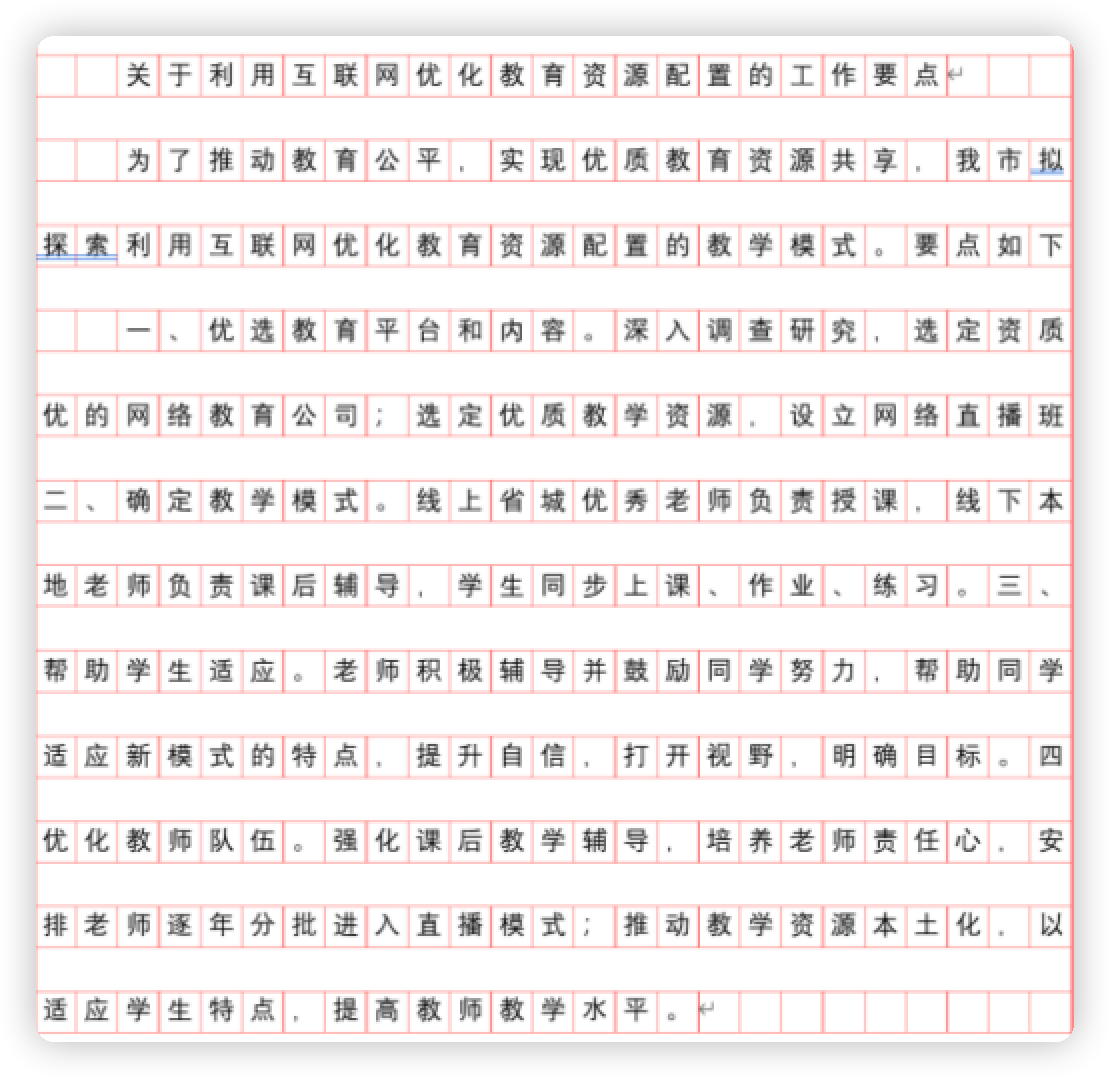 关于利用互联网优化教育资源配置的工作要点↵
为了推动教育公平，实现优质教育资源共享，我市拟
探索利用互联网优化教育资源配置的教学模式。要点如下
一、优选教育平台和内容。深入调查研究，选定资质
优的网络教育公司；选定优质教学资源，设立网络直播班
二、确定教学模式。线上省城优秀老师负责授课，线下本
地老师负责课后辅导，学生同步上课、作业、练习。三、
帮助学生适应。老师积极辅导并鼓励同学努力，帮助同学
适应新模式的特点，提升自信，打开视野，明确目标。四
优化教师队伍。强化课后教学辅导，培养老师责任心，安
排老师逐年分批进入直播模式；推动教学资源本土化，以
适应学生特点，提高教师教学水平。↵